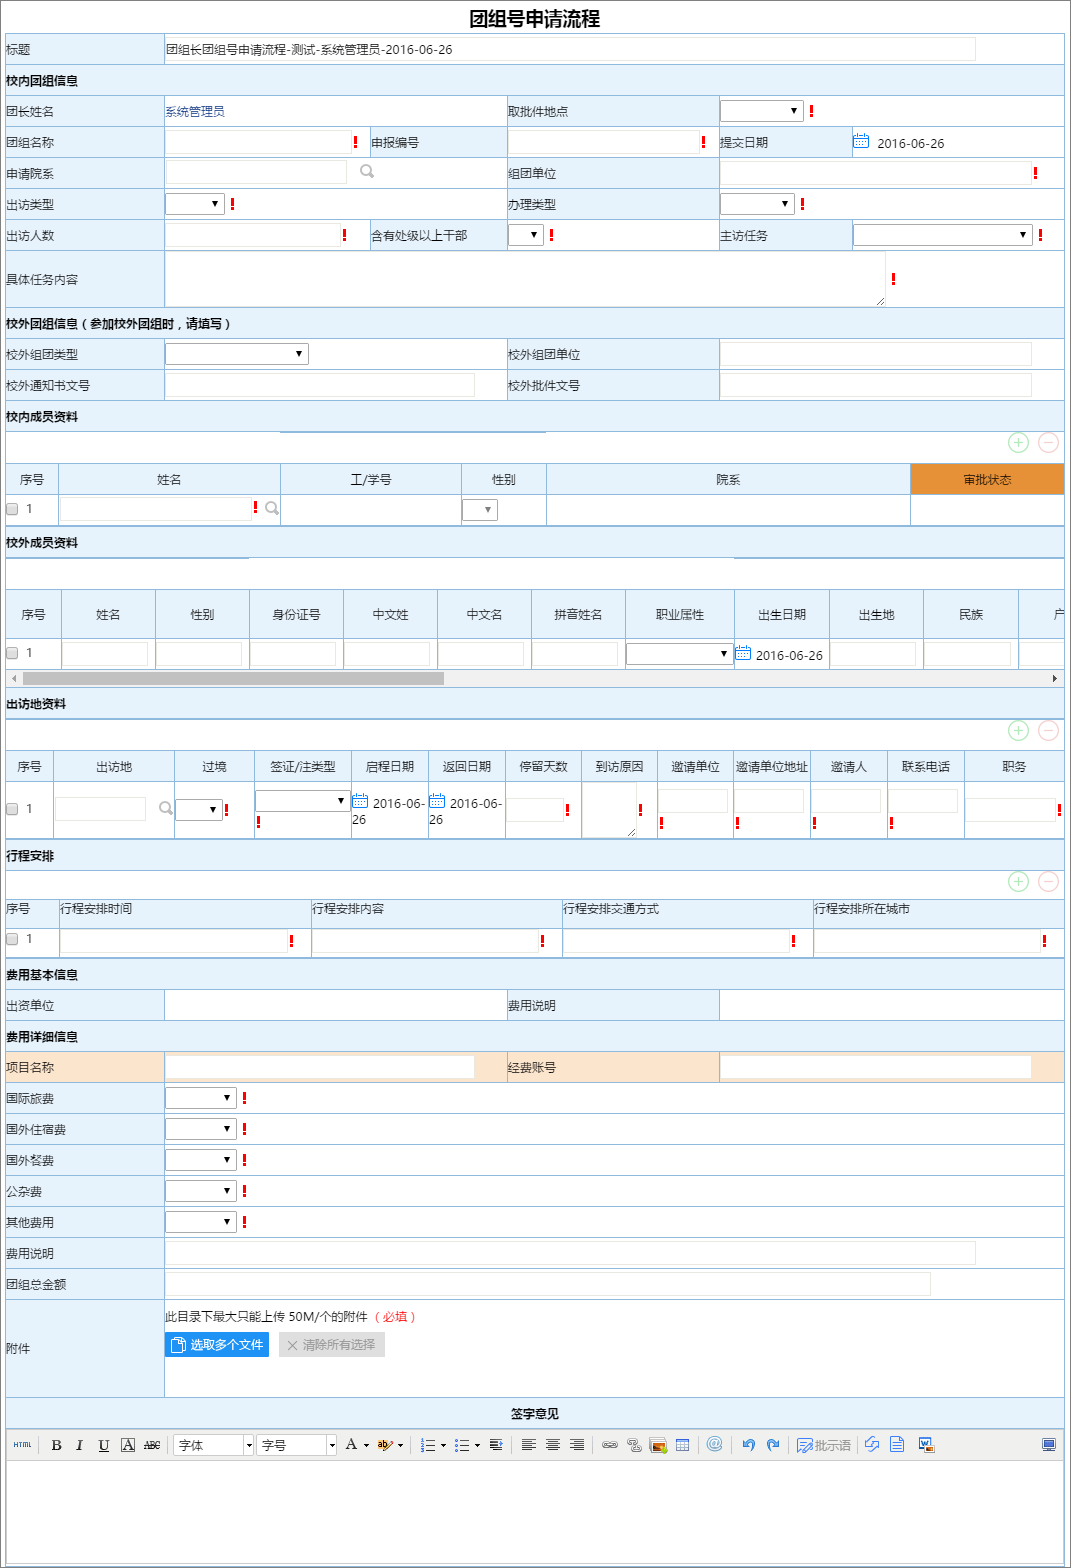 团组号申请流程
标题 团组长团组号申请流程-测试-系统管理员-2016-06-26
校内团组信息
团长姓名 系统管理员 取批件地点
团组名称 申报编号 提交日期 2016-06-26
申请院系 组团单位
出访类型 办理类型
出访人数 含有处级以上干部 主访任务
具体任务内容
校外团组信息（参加校外团组时，请填写）
校外组团类型 校外组团单位
校外通知书文号 校外批件文号
校内成员资料
序号 姓名 工/学号 性别 院系 审批状态
1
校外成员资料
序号 姓名 性别 身份证号 中文姓 中文名 拼音姓名 职业属性 出生日期 出生地 民族
1 2016-06-26
出访地资料
序号 出访地 过境 签证/注类型 启程日期 返回日期 停留天数 到访原因 邀请单位 邀请单位地址 邀请人 联系电话 职务
1 2016-06-26 2016-06-26
行程安排
序号 行程安排时间 行程安排内容 行程安排交通方式 行程安排所在城市
1
费用基本信息
出资单位 费用说明
费用详细信息
项目名称 经费账号
国际旅费
国外住宿费
国外餐费
公杂费
其他费用
费用说明
团组总金额
此目录下最大只能上传 50M/个的附件（必填）
附件 选取多个文件 清除所有选择
签字意见
HTML B I U A ABC 字体 字号 A ab 批示语